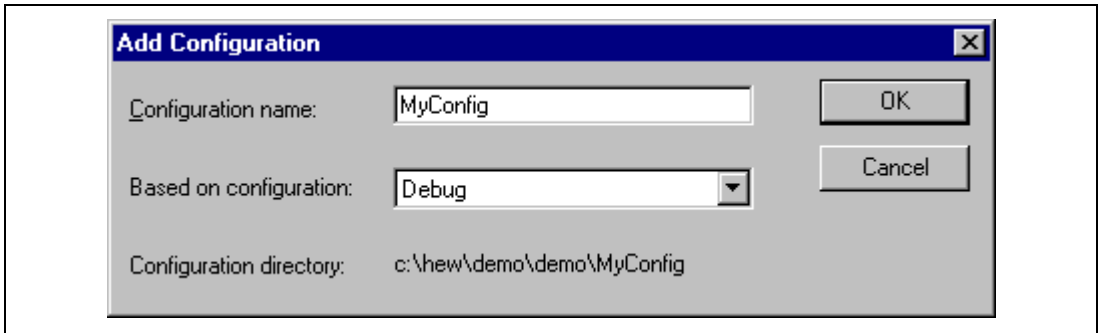 Add Configuration
Configuration name: MyConfig OK
Based on configuration: Debug Cancel
Configuration directory: c:\hew\demo\demo\MyConfig